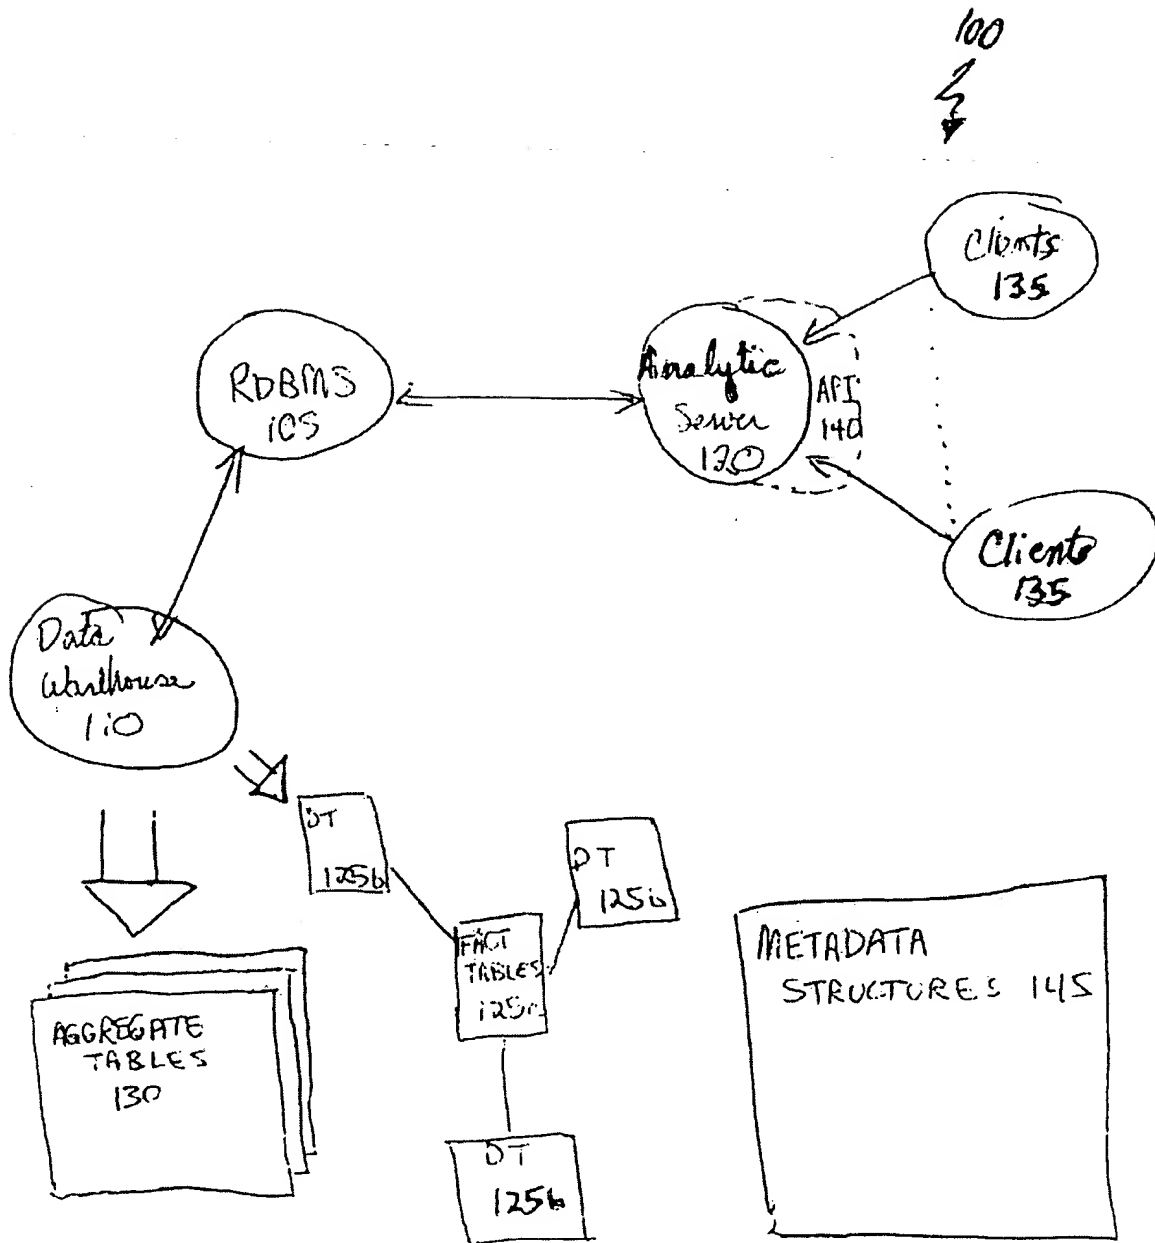 100
Clients
135
RDBMS
105
Analytic
Server
120
API
140
Clients
135
Data
Warehouse
110
DT
125b
DT
125b
FACT
TABLES
125a
METADATA
STRUCTURES 145
AGGREGATE
TABLES
130
DT
125b